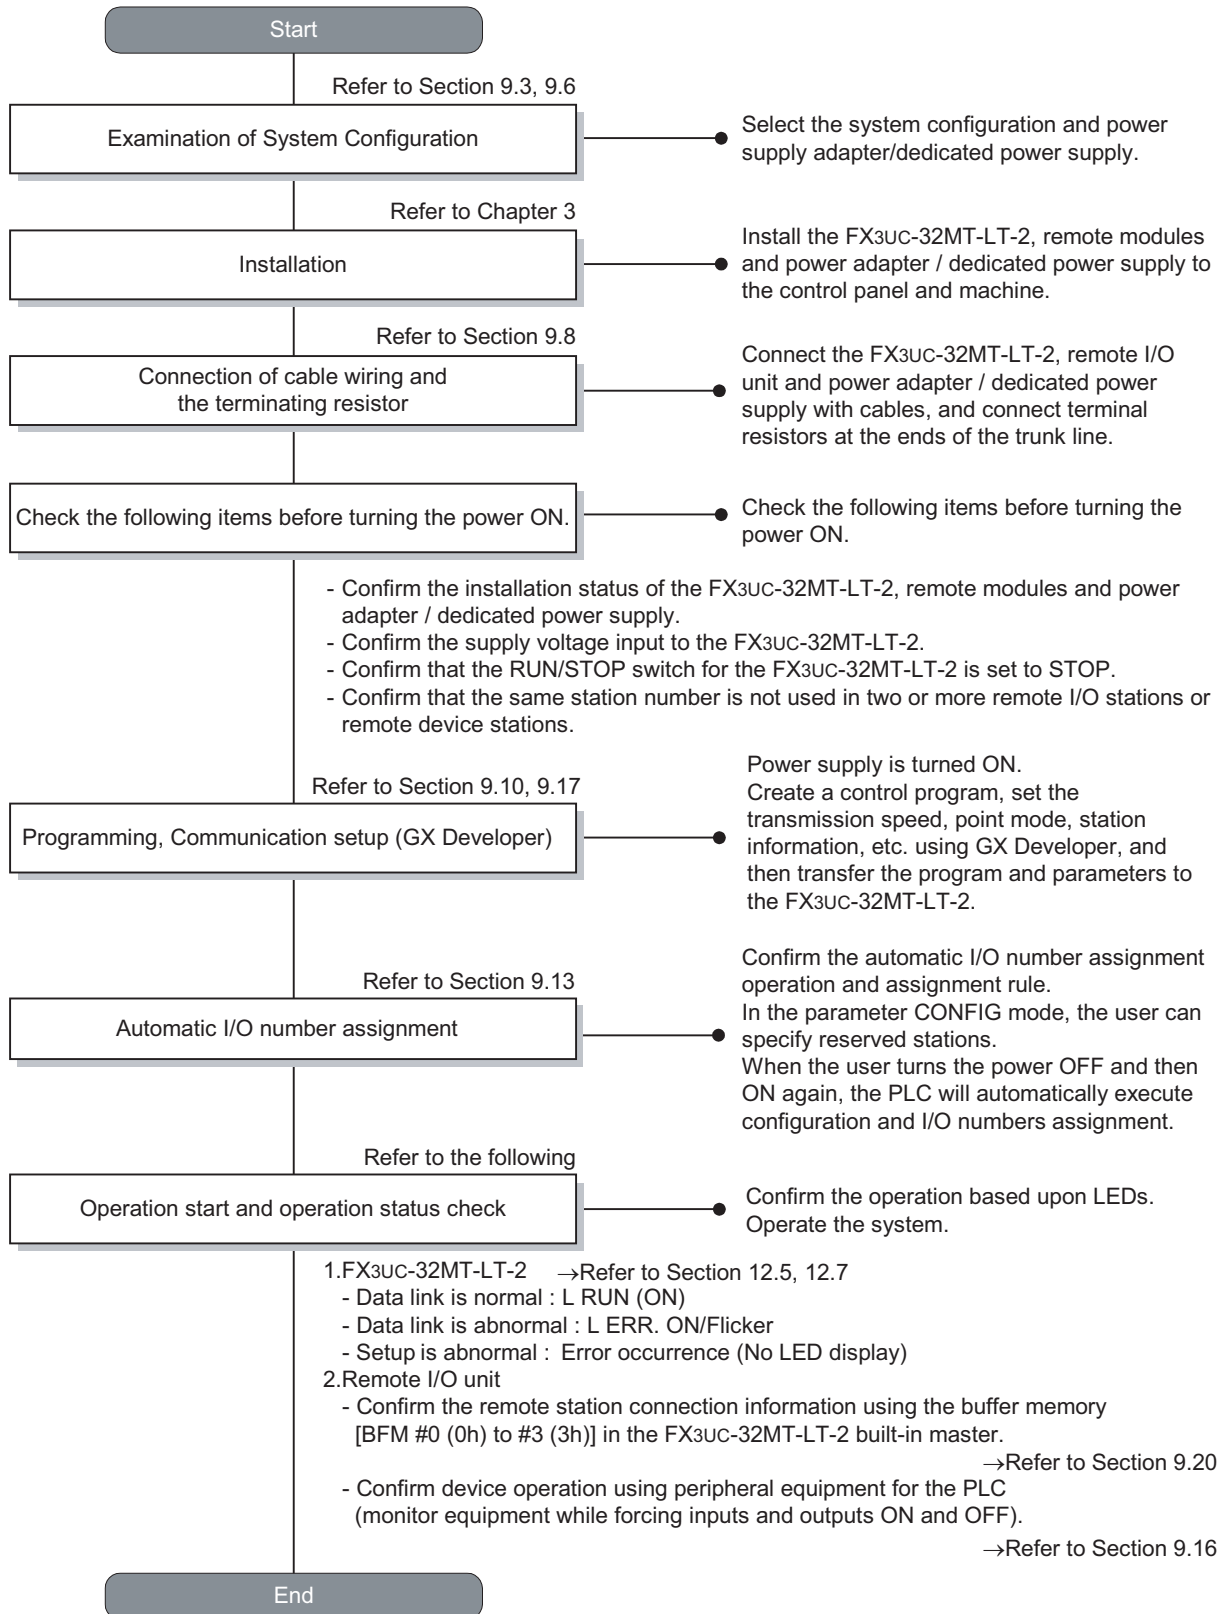 Start
Refer to Section 9.3, 9.6
Examination of System Configuration
Select the system configuration and power
supply adapter/dedicated power supply.
Refer to Chapter 3
Installation
Install the FX3UC-32MT-LT-2, remote modules
and power adapter / dedicated power supply to
the control panel and machine.
Refer to Section 9.8
Connection of cable wiring and
the terminating resistor
Connect the FX3UC-32MT-LT-2, remote I/O
unit and power adapter / dedicated power
supply with cables, and connect terminal
resistors at the ends of the trunk line.
Check the following items before turning the power ON.
Check the following items before turning the
power ON.
- Confirm the installation status of the FX3UC-32MT-LT-2, remote modules and power
adapter / dedicated power supply.
- Confirm the supply voltage input to the FX3UC-32MT-LT-2.
- Confirm that the RUN/STOP switch for the FX3UC-32MT-LT-2 is set to STOP.
- Confirm that the same station number is not used in two or more remote I/O stations or
remote device stations.
Refer to Section 9.10, 9.17
Programming, Communication setup (GX Developer)
Power supply is turned ON.
Create a control program, set the
transmission speed, point mode, station
information, etc. using GX Developer, and
then transfer the program and parameters to
the FX3UC-32MT-LT-2.
Refer to Section 9.13
Automatic I/O number assignment
Confirm the automatic I/O number assignment
operation and assignment rule.
In the parameter CONFIG mode, the user can
specify reserved stations.
When the user turns the power OFF and then
ON again, the PLC will automatically execute
configuration and I/O numbers assignment.
Refer to the following
Operation start and operation status check
Confirm the operation based upon LEDs.
Operate the system.
1.FX3UC-32MT-LT-2 →Refer to Section 12.5, 12.7
- Data link is normal : L RUN (ON)
- Data link is abnormal : L ERR. ON/Flicker
- Setup is abnormal : Error occurrence (No LED display)
2.Remote I/O unit
- Confirm the remote station connection information using the buffer memory
[BFM #0 (0h) to #3 (3h)] in the FX3UC-32MT-LT-2 built-in master.
→Refer to Section 9.20
- Confirm device operation using peripheral equipment for the PLC
(monitor equipment while forcing inputs and outputs ON and OFF).
→Refer to Section 9.16
End